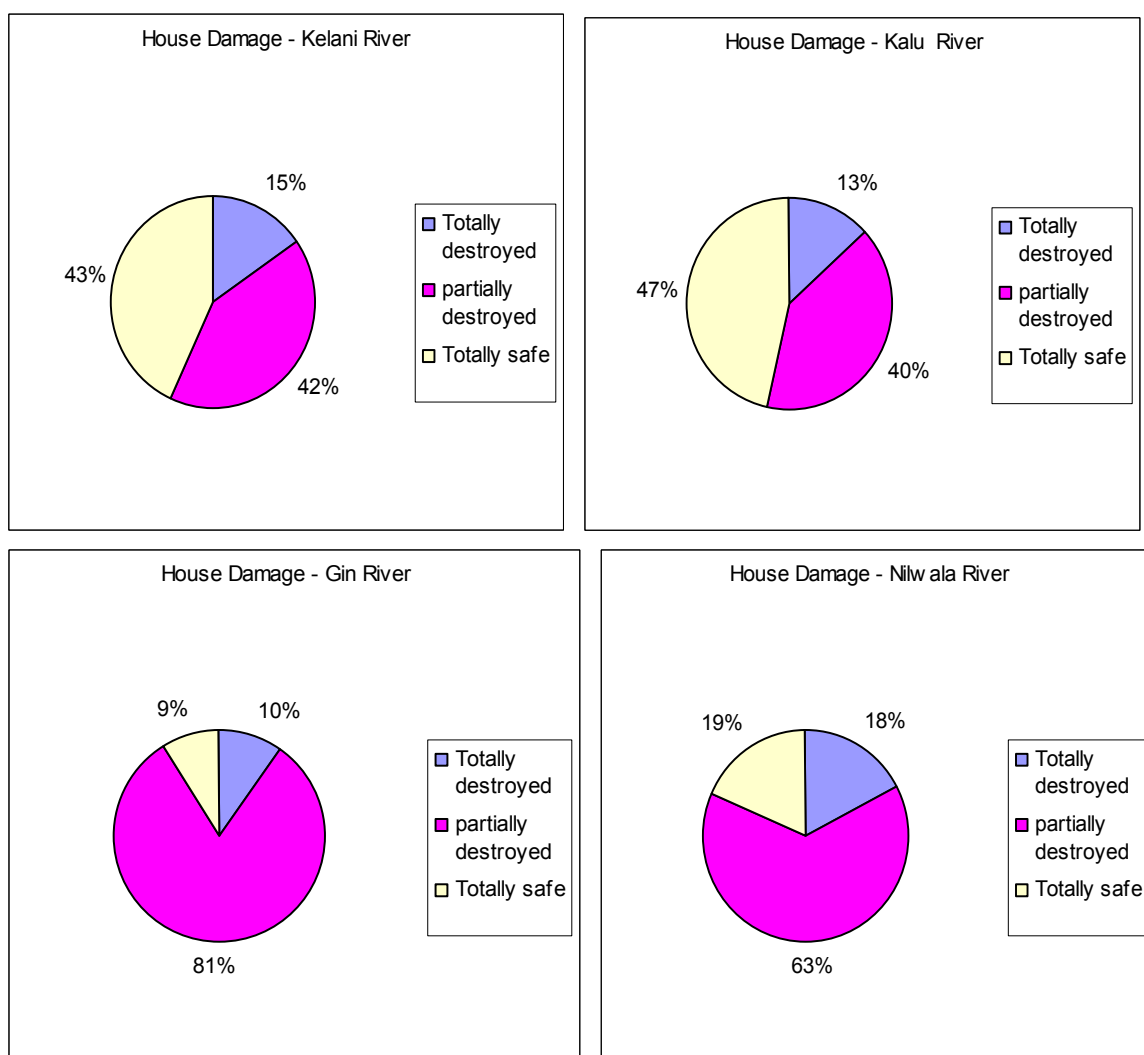 House Damage - Kelani River
15%
43%
42%
Totally
destroyed
partially
destroyed
Totally safe
House Damage - Kalu River
13%
47%
40%
Totally
destroyed
partially
destroyed
Totally safe
House Damage - Gin River
9%
10%
81%
Totally
destroyed
partially
destroyed
Totally safe
House Damage - Nilwala River
19%
18%
63%
Totally
destroyed
partially
destroyed
Totally safe